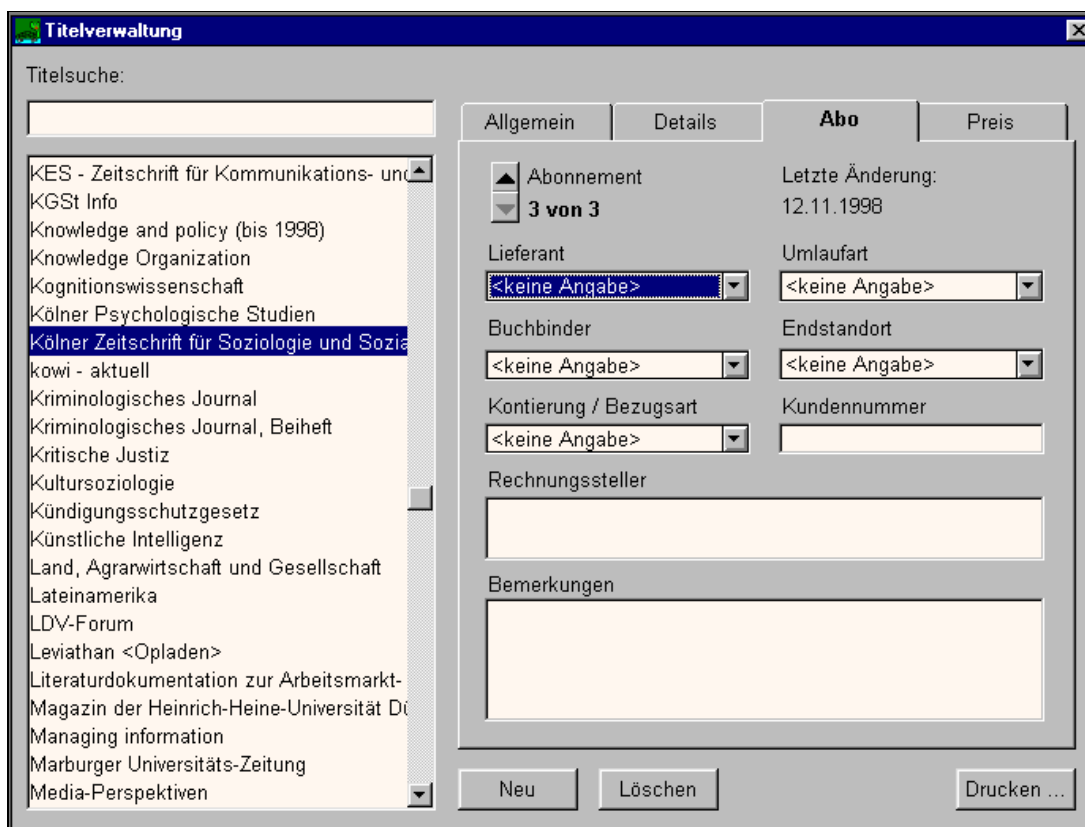 Titelverwaltung
Titelsuche:
KES - Zeitschrift für Kommunikations- und
KGSt Info
Knowledge and policy (bis 1998)
Knowledge Organization
Kognitionswissenschaft
Kölner Psychologische Studien
Kölner Zeitschrift für Soziologie und Sozia
kowi - aktuell
Kriminologisches Journal
Kriminologisches Journal, Beiheft
Kritische Justiz
Kultursoziologie
Kündigungsschutzgesetz
Künstliche Intelligenz
Land, Agrarwirtschaft und Gesellschaft
Lateinamerika
LDV-Forum
Leviathan <Opladen>
Literaturdokumentation zur Arbeitsmarkt-
Magazin der Heinrich-Heine-Universität Dü
Managing information
Marburger Universitäts-Zeitung
Media-Perspektiven
Allgemein Details Abo Preis
Abonnement
3 von 3
Letzte Änderung:
12.11.1998
Lieferant Umlaufart
<keine Angabe> <keine Angabe>
Buchbinder Endstandort
<keine Angabe> <keine Angabe>
Kontierung / Bezugsart Kundennummer
<keine Angabe>
Rechnungssteller
Bemerkungen
Neu Löschen Drucken ...